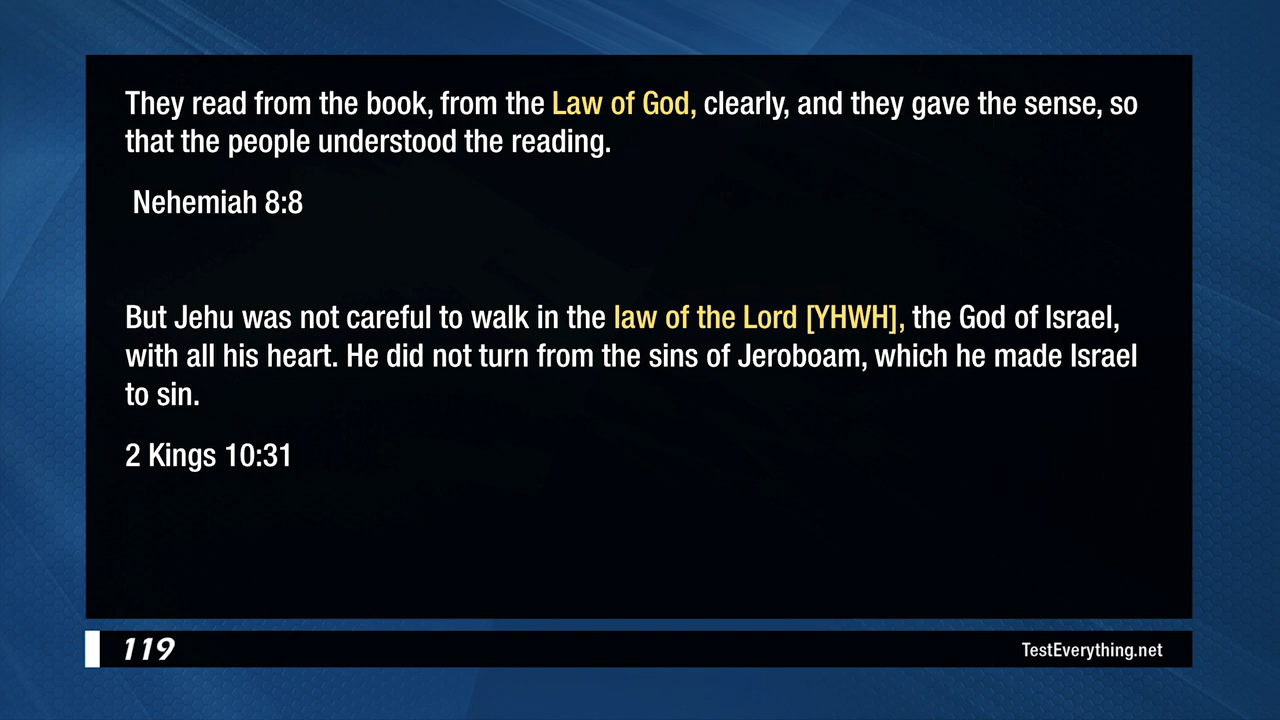 They read from the book, from the Law of God, clearly, and they gave the sense, so
that the people understood the reading.
Nehemiah 8:8
But Jehu was not careful to walk in the law of the Lord [YHWH], the God of Israel,
with all his heart. He did not turn from the sins of Jeroboam, which he made Israel
to sin.
2 Kings 10:31
119
TestEverything.net